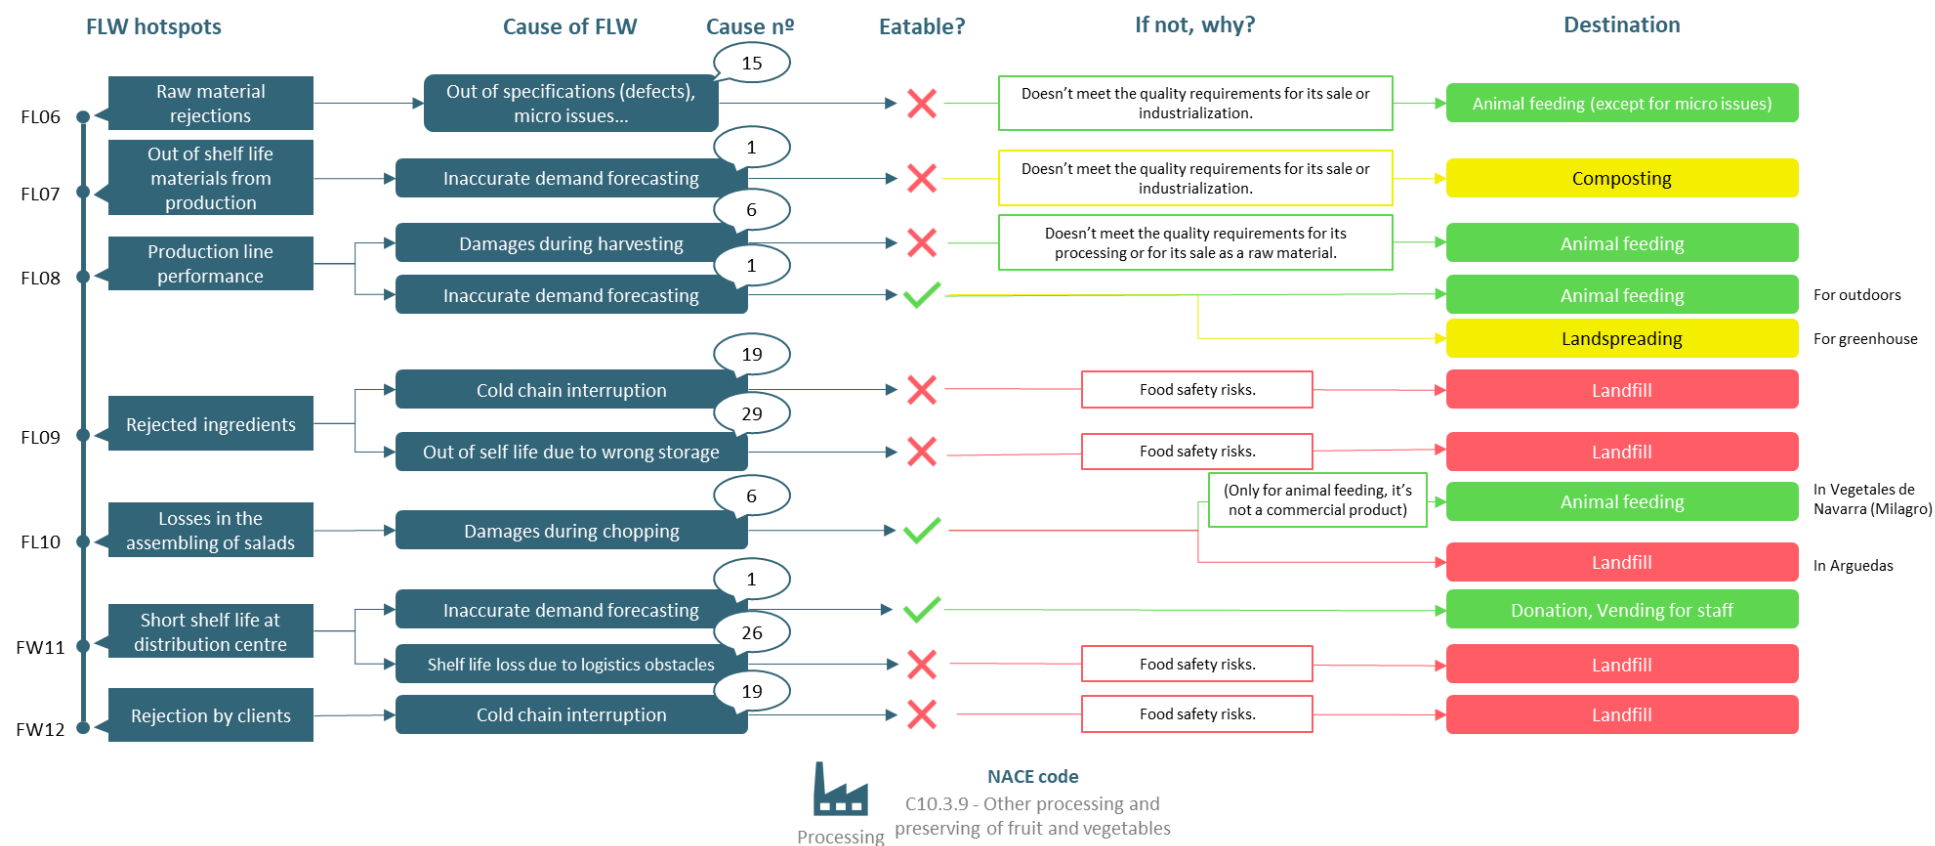 FLW hotspots
Cause of FLW
Cause nº
Eatable?
If not, why?
Destination
FL06
Raw material
rejections
Out of specifications (defects),
micro issues...
15
Doesn't meet the quality requirements for its sale or
industrialization.
Animal feeding (except for micro issues)
FL07
Out of shelf life
materials from
production
Inaccurate demand forecasting
1
Doesn't meet the quality requirements for its sale or
industrialization.
Composting
FL08
Production line
performance
Damages during harvesting
6
Doesn't meet the quality requirements for its
processing or for its sale as a raw material.
Animal feeding
Inaccurate demand forecasting
1
Animal feeding
For outdoors
Landspreading
For greenhouse
FL09
Rejected ingredients
Cold chain interruption
19
Food safety risks.
Landfill
Out of self life due to wrong storage
29
Food safety risks.
Landfill
FL10
Losses in the
assembling of salads
Damages during chopping
6
(Only for animal feeding, it's
not a commercial product)
Animal feeding
In Vegetales de
Navarra (Milagro)
Landfill
In Arguedas
FW11
Short shelf life at
distribution centre
Inaccurate demand forecasting
1
Donation, Vending for staff
Shelf life loss due to logistics obstacles
26
Food safety risks.
Landfill
FW12
Rejection by clients
Cold chain interruption
19
Food safety risks.
Landfill
Processing
NACE code
C10.3.9 - Other processing and
preserving of fruit and vegetables